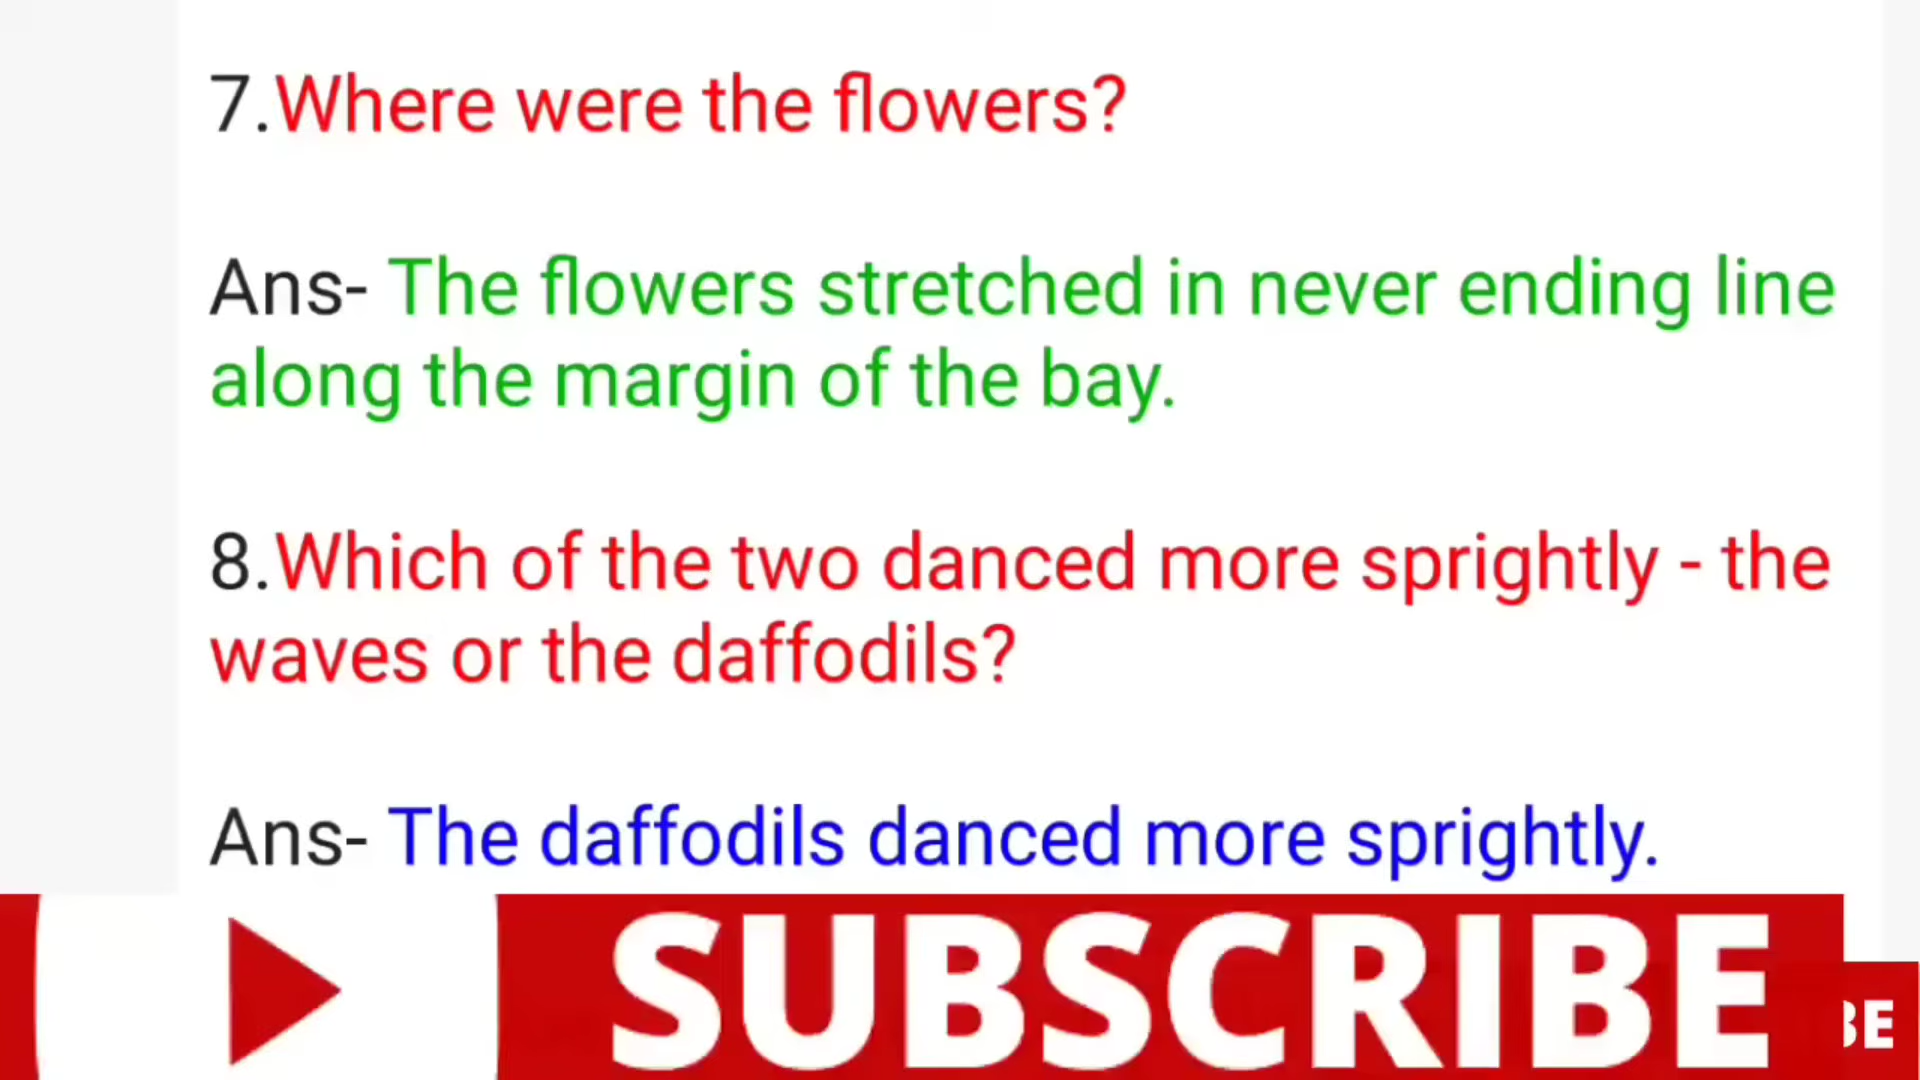 7.Where were the flowers?
Ans- The flowers stretched in never ending line
along the margin of the bay.
8.Which of the two danced more sprightly - the
waves or the daffodils?
Ans- The daffodils danced more sprightly.
SUBSCRIBE
BE